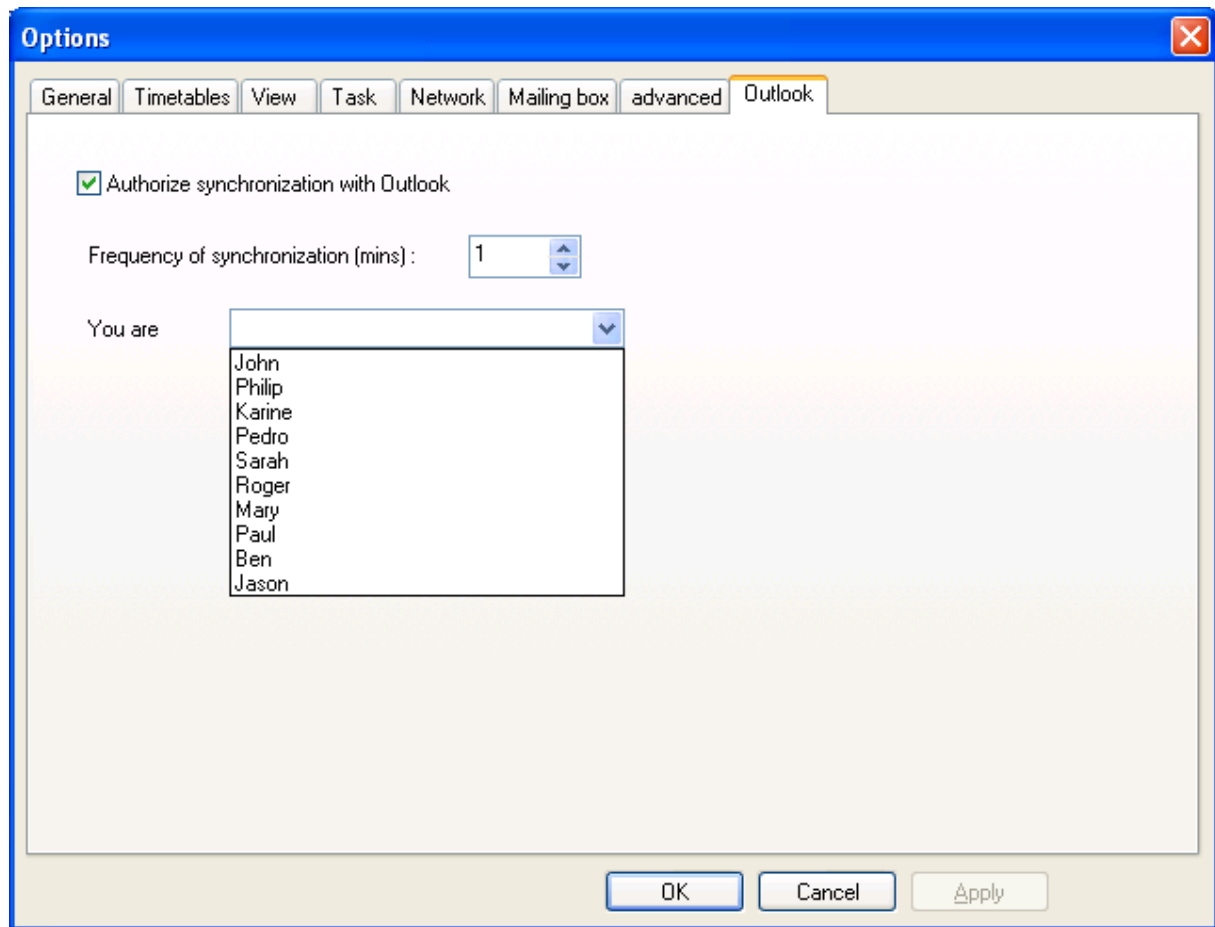 Options
General Timetables View Task Network Mailing box advanced Outlook
Authorize synchronization with Outlook
Frequency of synchronization (mins) : 1
You are
John
Philip
Karine
Pedro
Sarah
Roger
Mary
Paul
Ben
Jason
OK Cancel Apply